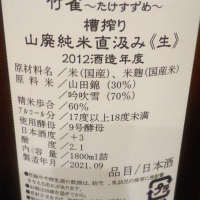 竹雀～たけすずめ～
槽搾り
山廃純米直汲み《生》
2012酒造年度
原材料名／米(国産)、米麹(国産米)
原料米／山田錦(30%)
／吟吹雪(70%)
精米歩合／60%
アルコール分／17度以上18度未満
使用酵母／9号酵母
日本酒度／+3
酸度／2.1
内容量／1800ml詰
製造年月／2021.09
品目/日本酒